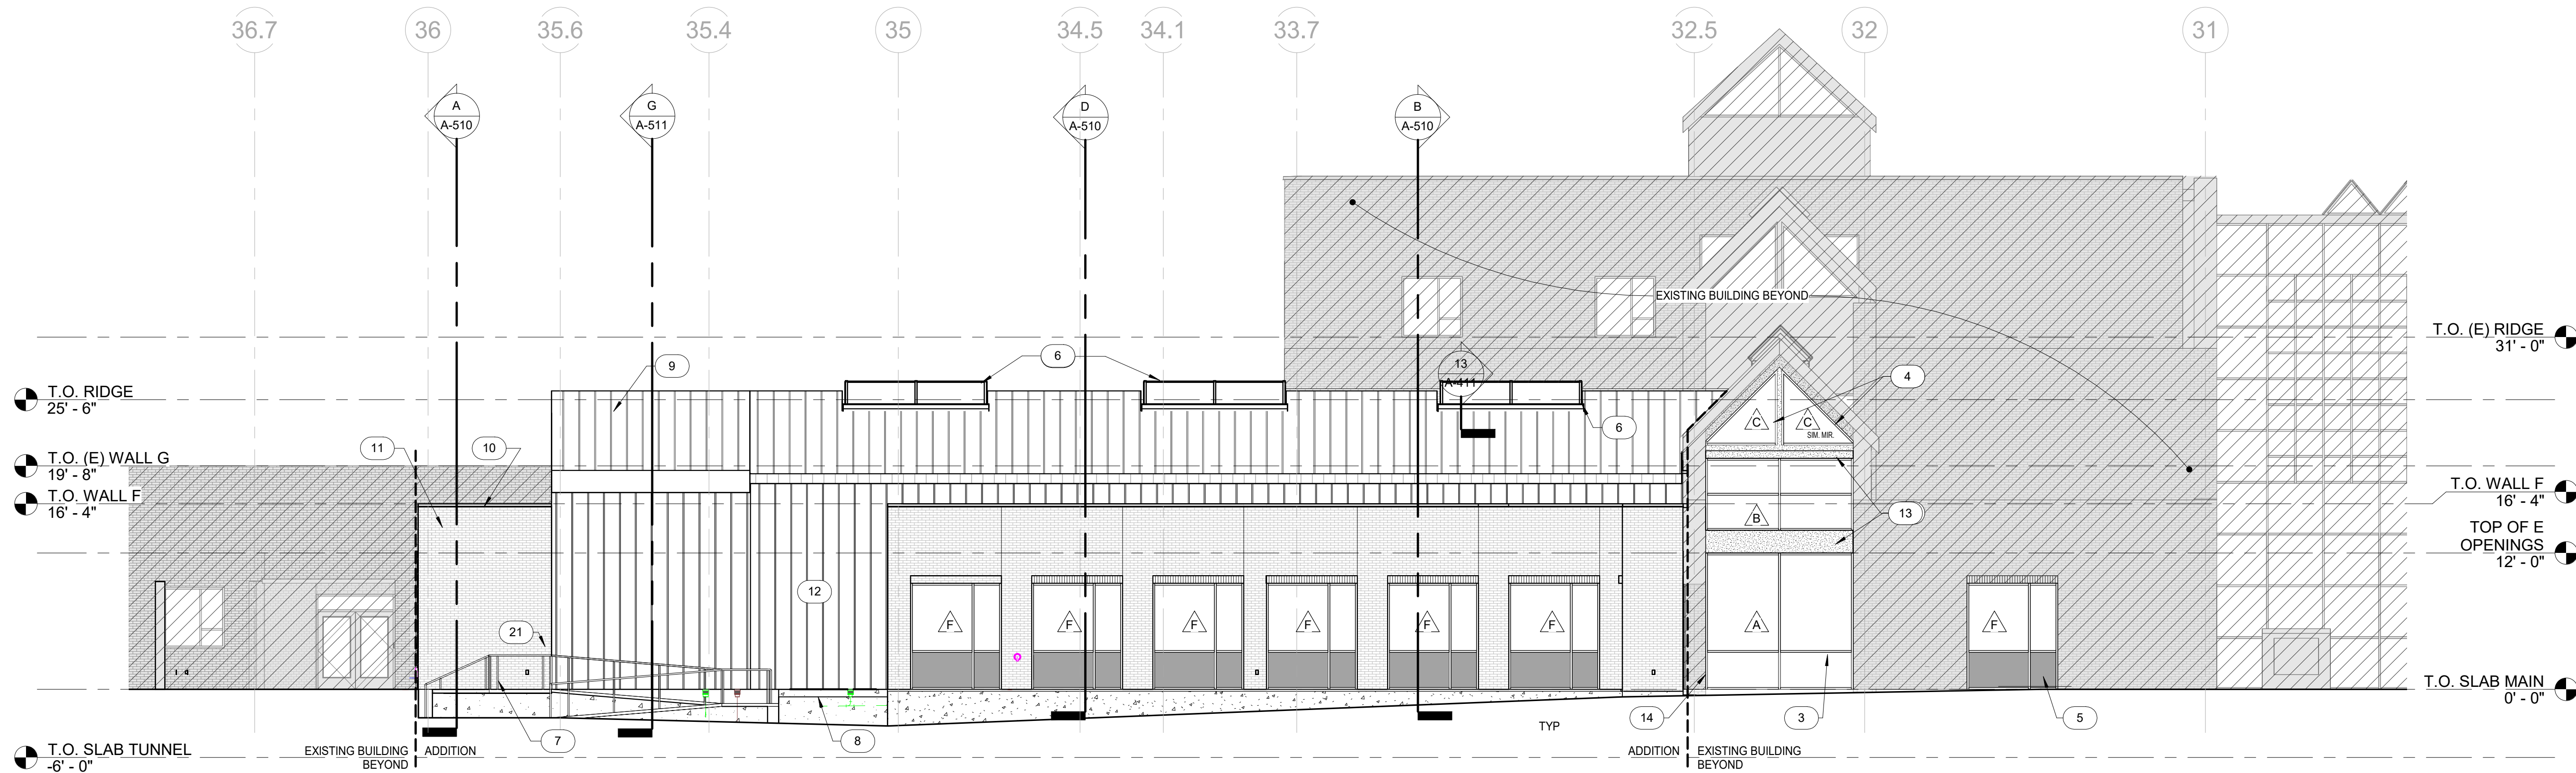 36.7
36
35.6
35.4
35
34.5
34.1
33.7
32.5
32
31
A
A-510
G
A-511
D
A-510
B
A-510
EXISTING BUILDING BEYOND
T.O. (E) RIDGE
31' - 0"
6
13
A-411
9
4
T.O. RIDGE
25' - 6"
C
C
SIM. MIR.
6
11
10
T.O. (E) WALL G
19' - 8"
T.O. WALL F
16' - 4"
T.O. WALL F
16' - 4"
B
13
TOP OF E
OPENINGS
12' - 0"
12
21
F
F
F
F
F
F
A
F
T.O. SLAB MAIN
0' - 0"
7
8
TYP
14
3
5
T.O. SLAB TUNNEL
-6' - 0"
EXISTING BUILDING
BEYOND
ADDITION
ADDITION
EXISTING BUILDING
BEYOND